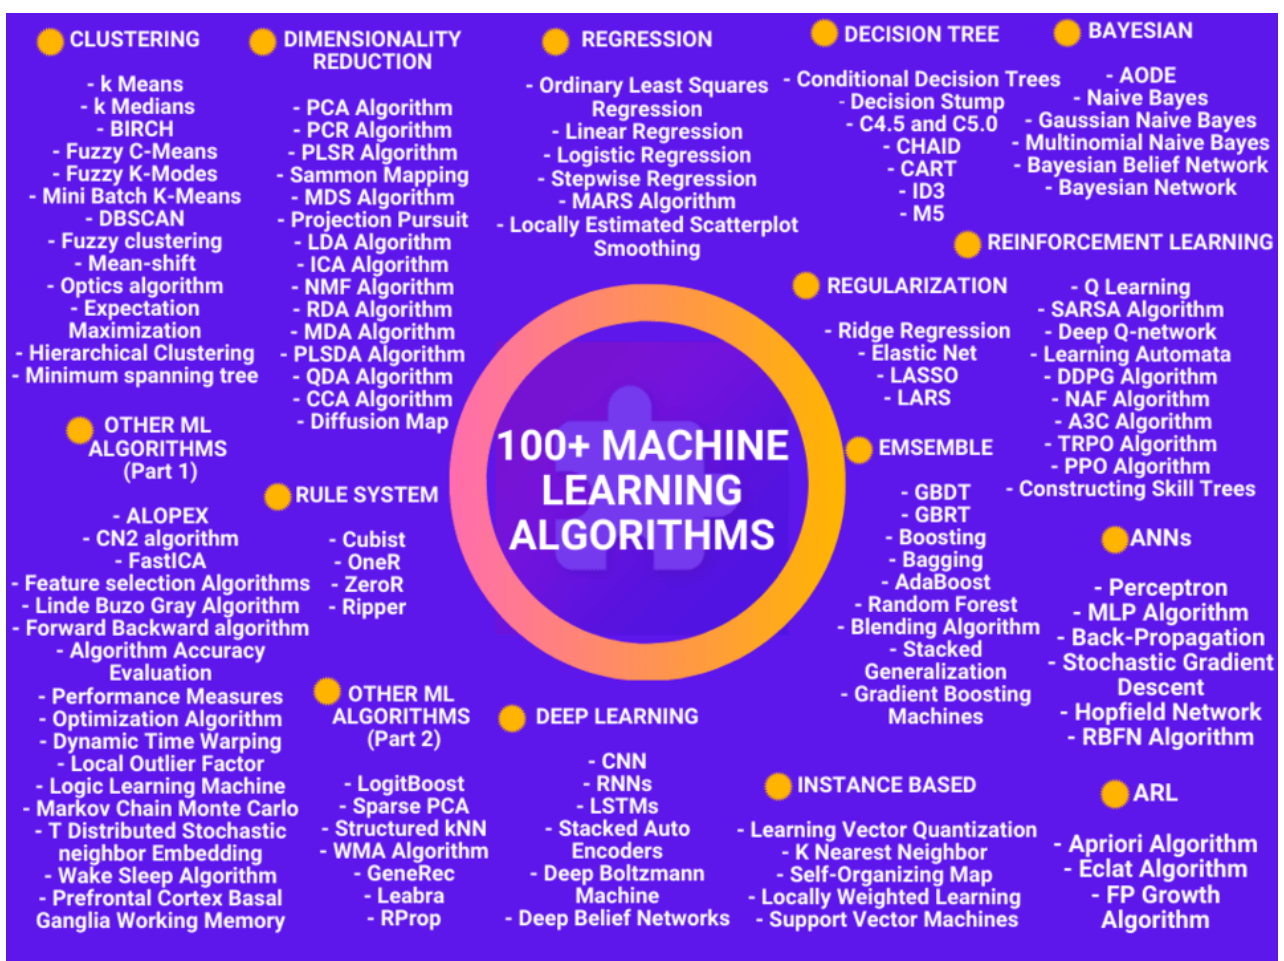 CLUSTERING
- k Means
- k Medians
- BIRCH
- Fuzzy C-Means
- Fuzzy K-Modes
- Mini Batch K-Means
- DBSCAN
- Fuzzy clustering
- Mean-shift
- Optics algorithm
- Expectation
Maximization
- Hierarchical Clustering
- Minimum spanning tree
DIMENSIONALITY
REDUCTION
- PCA Algorithm
- PCR Algorithm
- PLSR Algorithm
- Sammon Mapping
- MDS Algorithm
- Projection Pursuit
- LDA Algorithm
- ICA Algorithm
- NMF Algorithm
- RDA Algorithm
- MDA Algorithm
- PLSDA Algorithm
- QDA Algorithm
- CCA Algorithm
- Diffusion Map
REGRESSION
- Ordinary Least Squares
Regression
- Linear Regression
- Logistic Regression
- Stepwise Regression
- MARS Algorithm
- Locally Estimated Scatterplot
Smoothing
DECISION TREE
- Conditional Decision Trees
- Decision Stump
- C4.5 and C5.0
- CHAID
- CART
- ID3
- M5
BAYESIAN
- AODE
- Naive Bayes
- Gaussian Naive Bayes
- Multinomial Naive Bayes
- Bayesian Belief Network
- Bayesian Network
REINFORCEMENT LEARNING
- Q Learning
- SARSA Algorithm
- Deep Q-network
- Learning Automata
- DDPG Algorithm
- NAF Algorithm
- A3C Algorithm
- TRPO Algorithm
- PPO Algorithm
- Constructing Skill Trees
REGULARIZATION
- Ridge Regression
- Elastic Net
- LASSO
- LARS
100+ MACHINE
LEARNING
ALGORITHMS
OTHER ML
ALGORITHMS
(Part 1)
- ALOPEX
- CN2 algorithm
- FastICA
- Feature selection Algorithms
- Linde Buzo Gray Algorithm
- Forward Backward algorithm
- Algorithm Accuracy
Evaluation
- Performance Measures
- Optimization Algorithm
- Dynamic Time Warping
- Local Outlier Factor
- Logic Learning Machine
- Markov Chain Monte Carlo
- T Distributed Stochastic
neighbor Embedding
- Wake Sleep Algorithm
- Prefrontal Cortex Basal
Ganglia Working Memory
RULE SYSTEM
- Cubist
- OneR
- ZeroR
- Ripper
OTHER ML
ALGORITHMS
(Part 2)
- LogitBoost
- Sparse PCA
- Structured kNN
- WMA Algorithm
- GeneRec
- Leabra
- RProp
DEEP LEARNING
- CNN
- RNNs
- LSTMs
- Stacked Auto
Encoders
- Deep Boltzmann
Machine
- Deep Belief Networks
EMSEMBLE
- GBDT
- GBRT
- Boosting
- Bagging
- AdaBoost
- Random Forest
- Blending Algorithm
- Stacked
Generalization
- Gradient Boosting
Machines
ANNs
- Perceptron
- MLP Algorithm
- Back-Propagation
- Stochastic Gradient
Descent
- Hopfield Network
- RBFN Algorithm
INSTANCE BASED
- Learning Vector Quantization
- K Nearest Neighbor
- Self-Organizing Map
- Locally Weighted Learning
- Support Vector Machines
ARL
- Apriori Algorithm
- Eclat Algorithm
- FP Growth
Algorithm